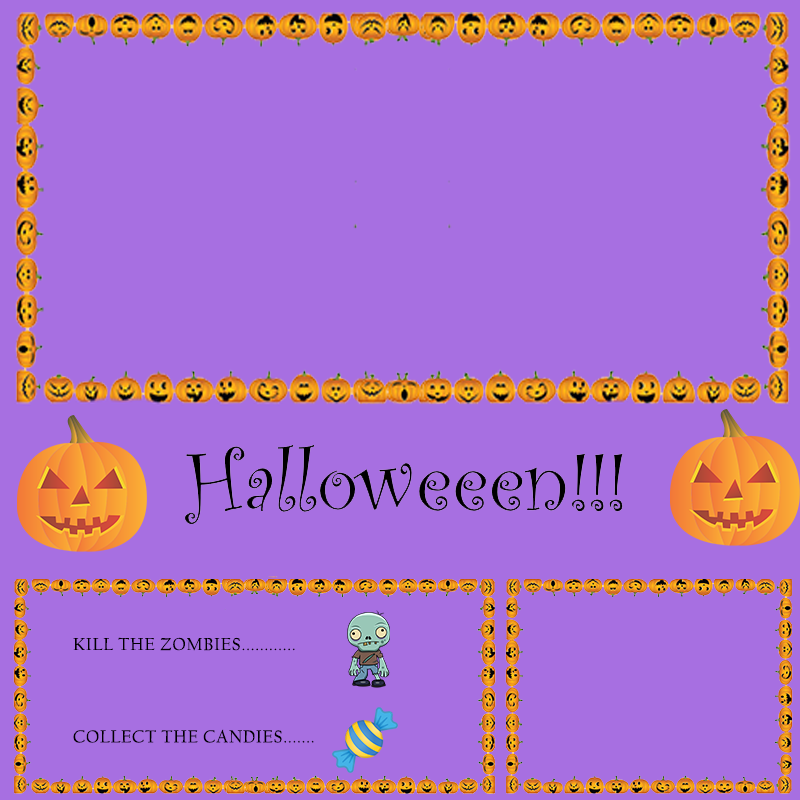 Halloweeen!!!
KILL THE ZOMBIES............
COLLECT THE CANDIES.......